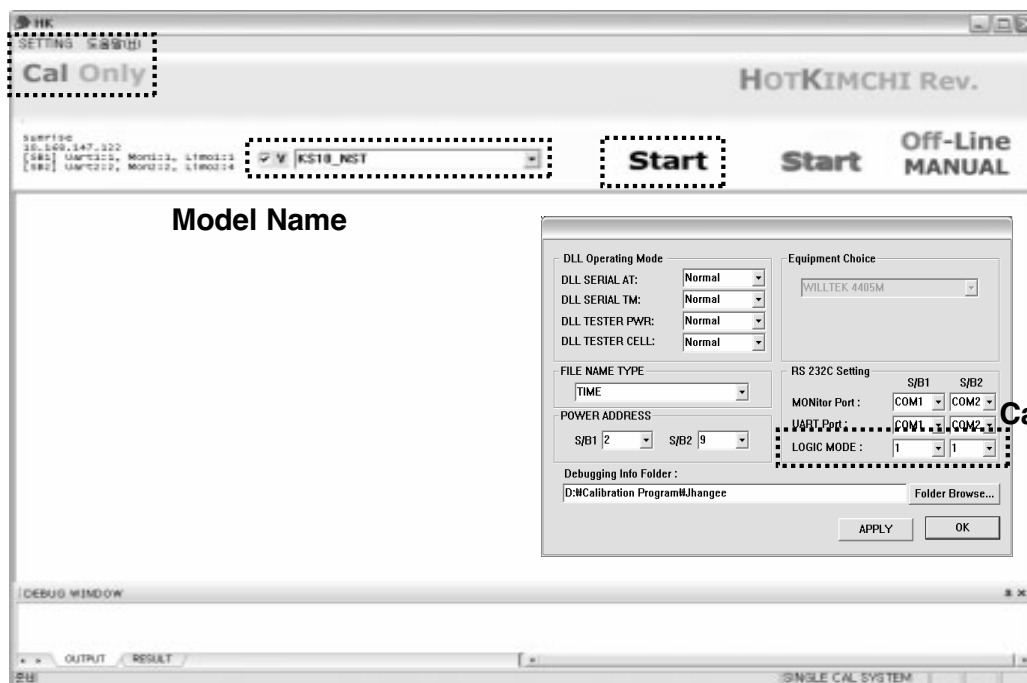 HK
SETTING 도움말(H)
Cal Only
HOTKIMCHI Rev.
sunrise
10.168.147.122
[SB1] Uart1:1, Moni1:1, Limo1:1
[SB2] Uart2:2, Moni2:2, Limo2:4
V KS10_NST
Start
Start
Off-Line
MANUAL
Model Name
DLL Operating Mode
DLL SERIAL AT: Normal
DLL SERIAL TM: Normal
DLL TESTER PWR: Normal
DLL TESTER CELL: Normal
Equipment Choice
WILLTEK 4405M
FILE NAME TYPE
TIME
POWER ADDRESS
S/B1 2 S/B2 9
RS 232C Setting
S/B1 S/B2
MONitor Port : COM1 COM2
UART Port : COM1 COM2
LOGIC MODE : 1 1
Ca
Debugging Info Folder :
D:#Calibration Program#Jhangee
Folder Browse...
APPLY OK
DEBUG WINDOW
OUTPUT RESULT
준비
SINGLE CAL SYSTEM